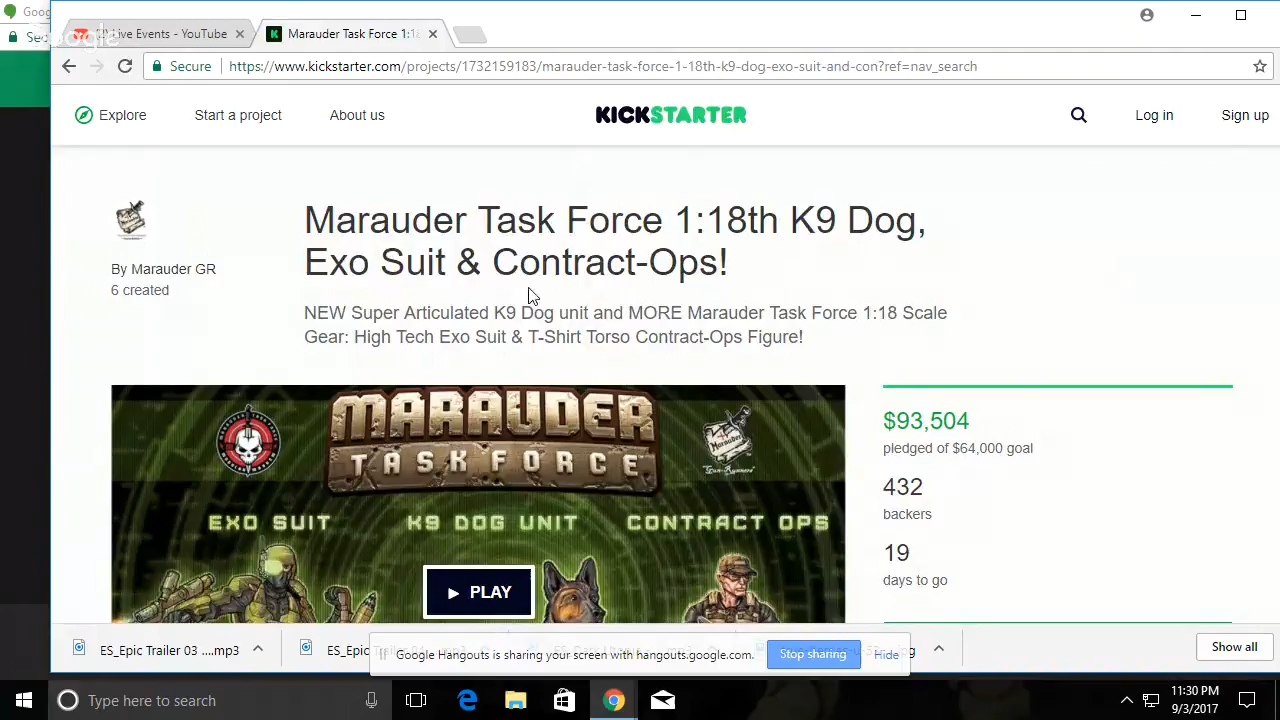 Goog
Live Events - YouTube
Marauder Task Force 1:18
Google
Secure
https://www.kickstarter.com/projects/1732159183/marauder-task-force-1-18th-k9-dog-exo-suit-and-con?ref=nav_search
Explore
Start a project
About us
KICKSTARTER
Log in
Sign up
Marauder Task Force 1:18th K9 Dog,
Exo Suit & Contract-Ops!
By Marauder GR
6 created
NEW Super Articulated K9 Dog unit and MORE Marauder Task Force 1:18 Scale
Gear: High Tech Exo Suit & T-Shirt Torso Contract-Ops Figure!
MARAUDER
TASK FORCE
Marauder
Gun-Runners
EXO SUIT
K9 DOG UNIT
CONTRACT OPS
PLAY
$93,504
pledged of $64,000 goal
432
backers
19
days to go
ES_Epic Trailer 03 ....mp3
ES_Epic
Google Hangouts is sharing your screen with hangouts.google.com.
Stop sharing
Hide
Show all
Type here to search
11:30 PM
9/3/2017